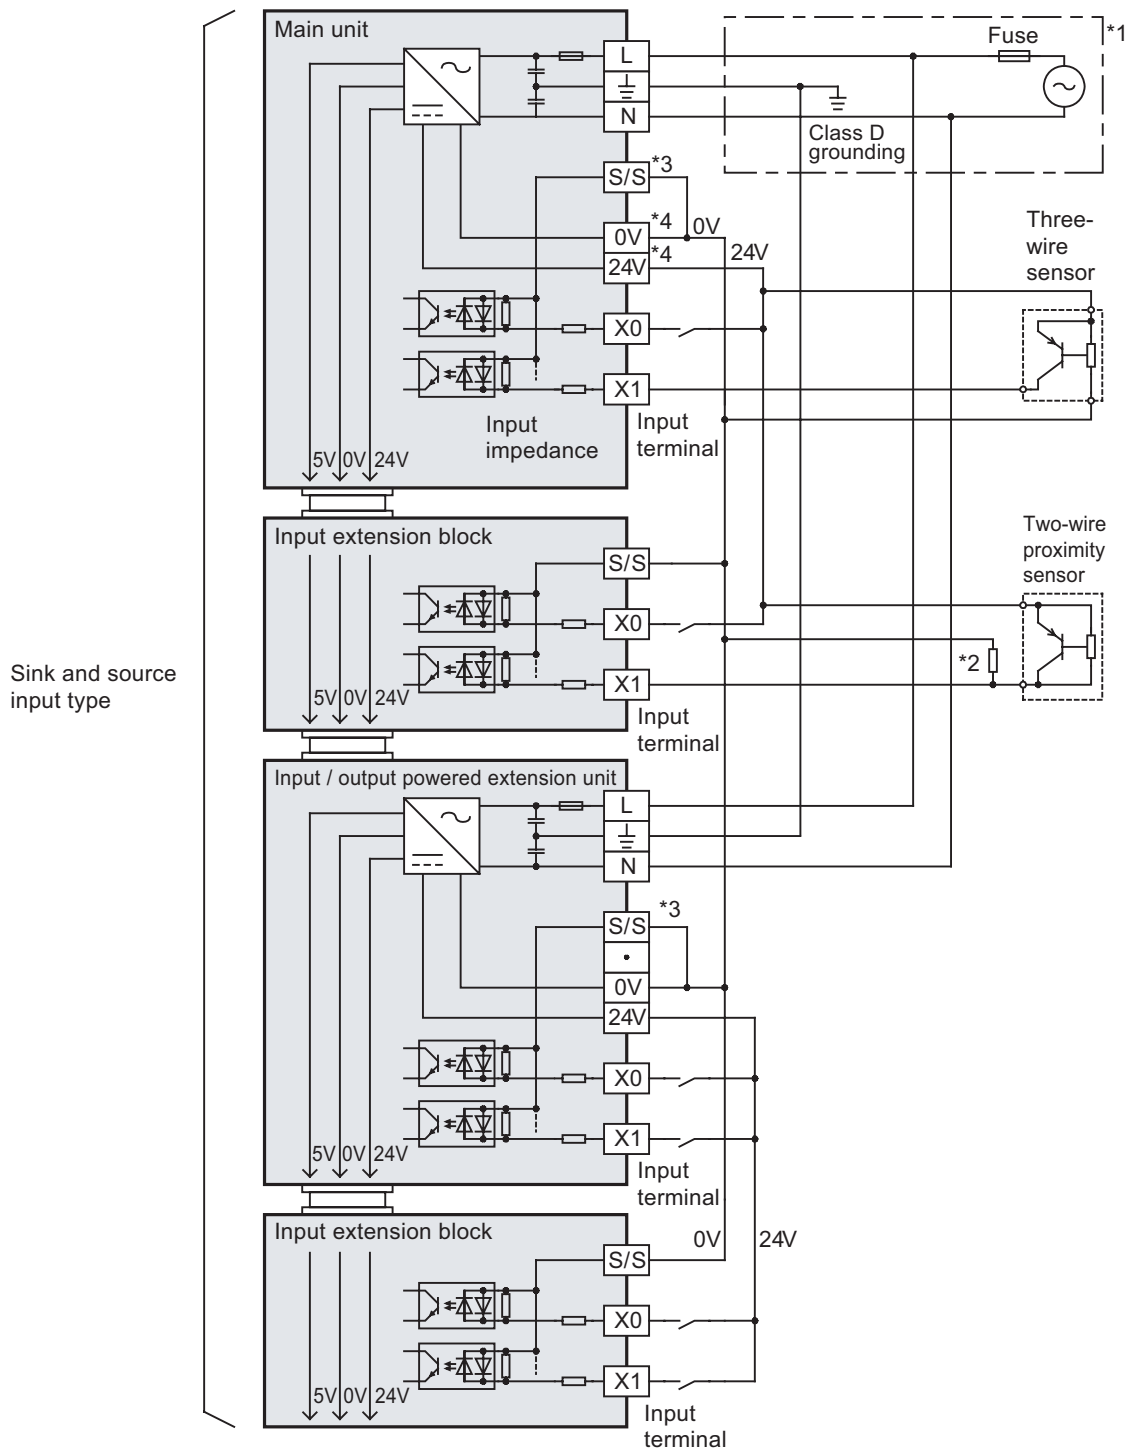 Main unit
L
N
Fuse
*1
Class D
grounding
S/S
*3
0V
*4
0V
24V
*4
24V
X0
X1
Three-
wire
sensor
Input
impedance
Input
terminal
5V
0V
24V
Input extension block
S/S
X0
X1
Two-wire
proximity
sensor
*2
5V
0V
24V
Input
terminal
Sink and source
input type
Input / output powered extension unit
L
N
S/S
*3
•
0V
24V
X0
X1
5V
0V
24V
Input
terminal
Input extension block
0V
24V
S/S
X0
X1
5V
0V
24V
Input
terminal